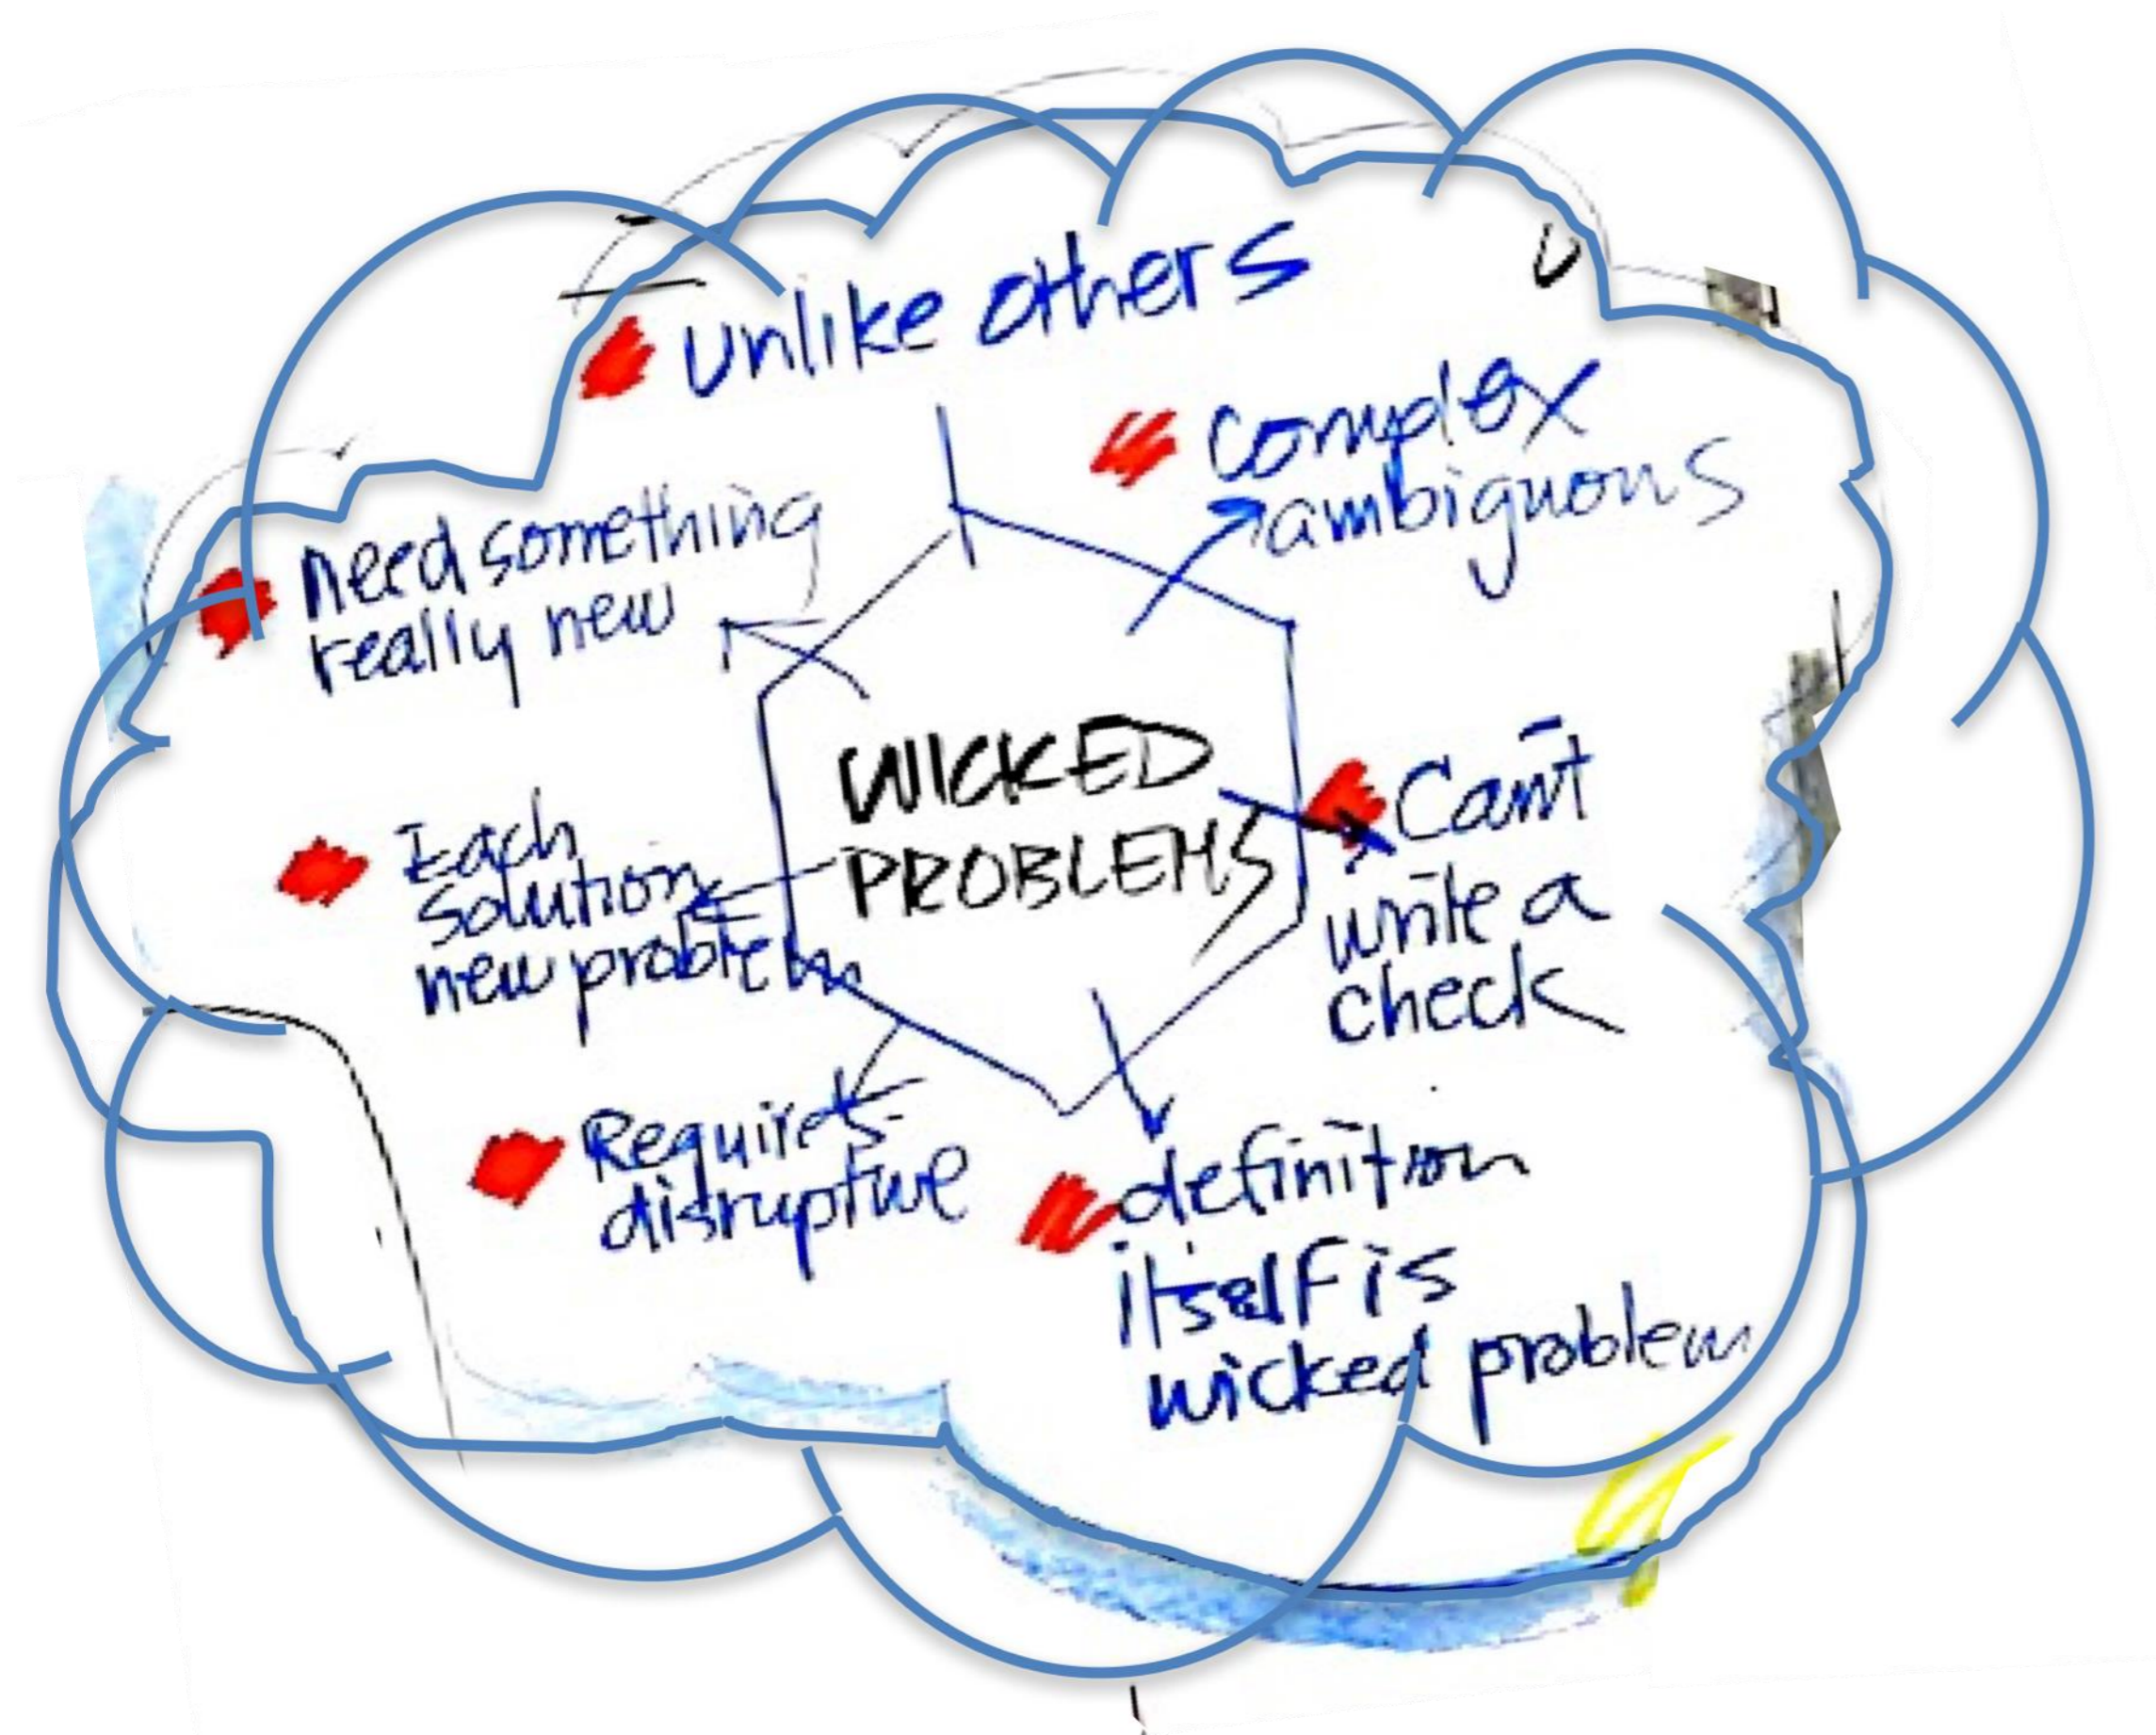 Unlike others
complex
ambiguous
need something
really new
WICKED
PROBLEMS
Can't
write a
check
Each
Solution
new problem
Requires
disruptive
definition
itself is
wicked problem